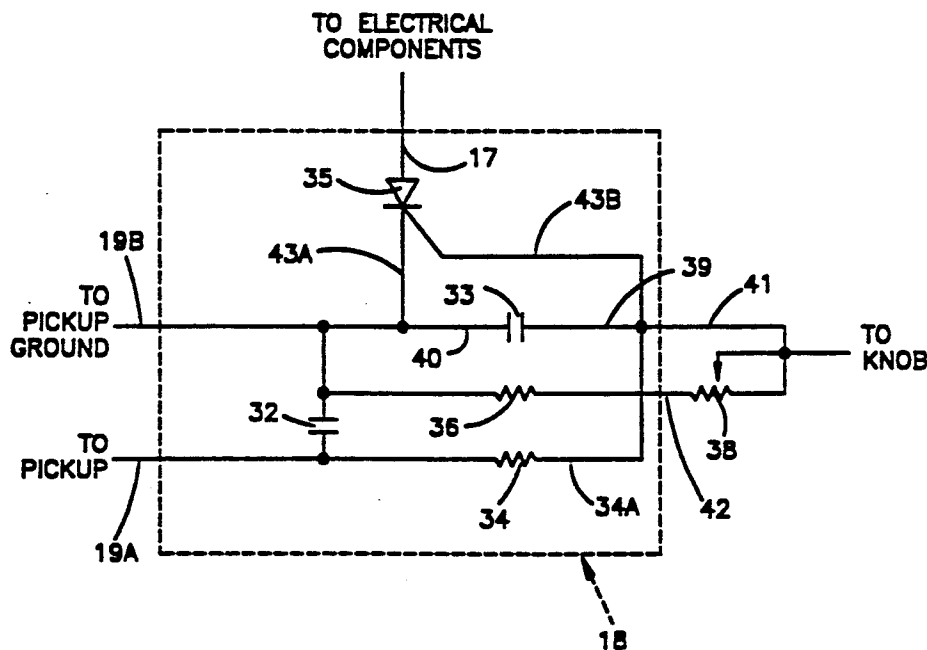 TO ELECTRICAL
COMPONENTS
17
35
43B
19B
43A
39
33
41
TO
PICKUP
GROUND
40
TO
KNOB
32
36
38
TO
PICKUP
34
34A
42
19A
18